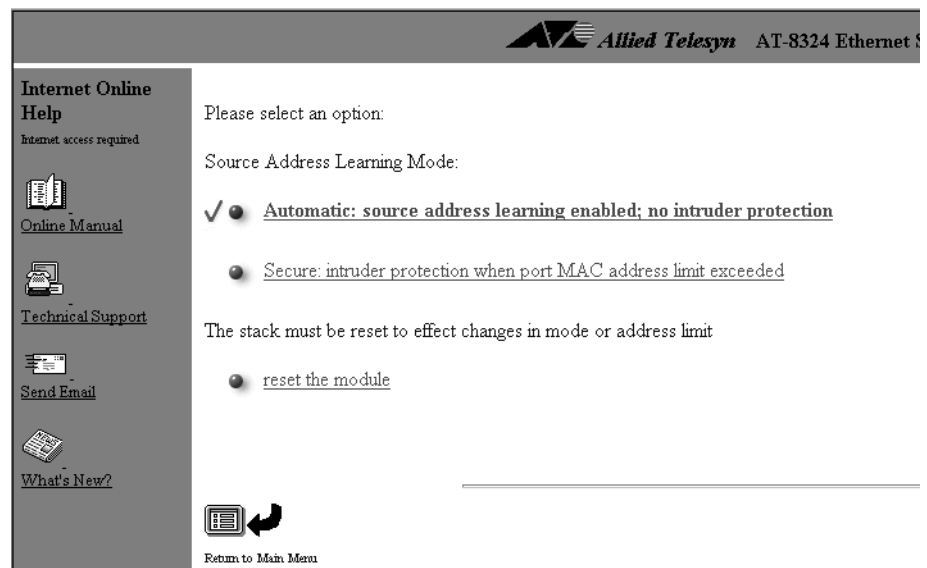 Allied Telesyn AT-8324 Ethernet S
Internet Online
Help
Internet access required
Online Manual
Technical Support
Send Email
What's New?
Please select an option:
Source Address Learning Mode:
Automatic: source address learning enabled; no intruder protection
Secure: intruder protection when port MAC address limit exceeded
The stack must be reset to effect changes in mode or address limit
reset the module
Return to Main Menu